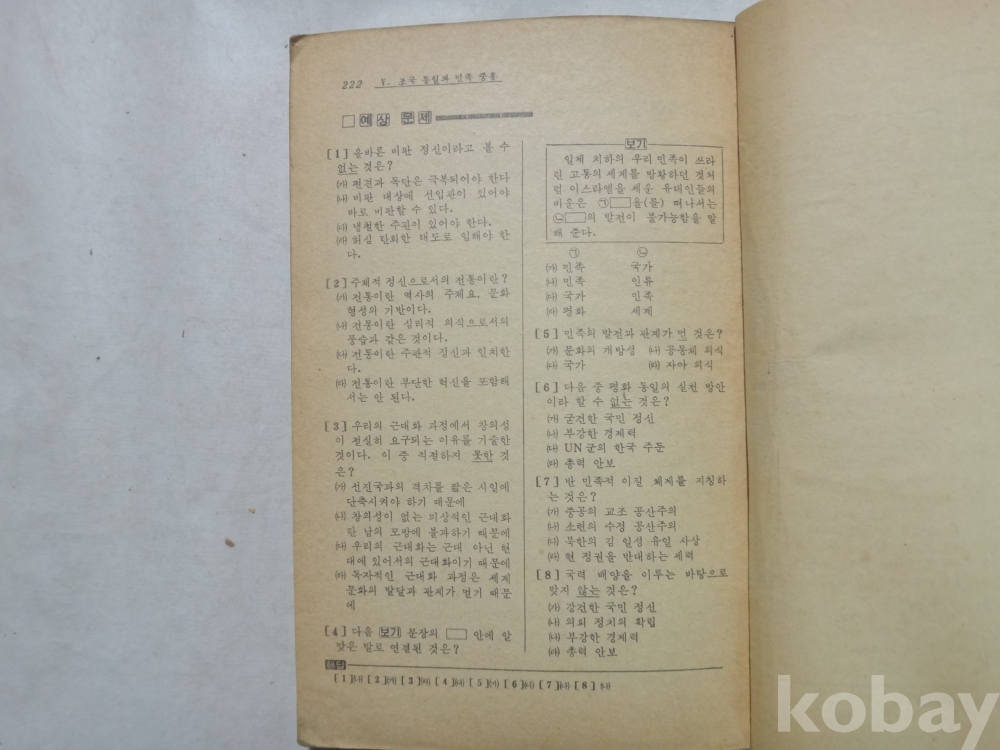 222 Ⅴ. 조국 통일과 민족 중흥
예상 문제
[1] 올바른 비판 정신이라고 볼 수
없는 것은?
㈎ 편견과 독단은 극복되어야 한다
㈏ 비판 대상에 선입관이 있어야
바로 비판할 수 있다.
㈐ 냉철한 주관이 있어야 한다.
㈑ 허심 탄회한 태도로 임해야 한
다.
[2] 주체적 정신으로서의 전통이란?
㈎ 전통이란 역사의 주체요, 문화
형성의 기반이다.
㈏ 전통이란 심리적 의식으로서의
풍습과 같은 것이다.
㈐ 전통이란 주관적 정신과 일치한
다.
㈑ 전통이란 부단한 혁신을 포함해
서는 안 된다.
[3] 우리의 근대화 과정에서 창의성
이 절실히 요구되는 이유를 기술한
것이다. 이 중 적절하지 못한 것
은?
㈎ 선진국과의 격차를 짧은 시일에
단축시켜야 하기 때문에
㈏ 창의성이 없는 의상적인 근대화
란 남의 모방에 불과하기 때문에
㈐ 우리의 근대화는 근대 아닌 현
대에 있어서의 근대화이기 때문에
㈑ 독자적인 근대화 과정은 세계
문화의 발달과 관계가 멀기 때문
에
[4] 다음 보기 문장의 □ 안에 알
맞은 말로 연결된 것은?
보기
일제 치하의 우리 민족이 쓰라
린 고통의 세계를 방황하던 것처
럼 이스라엘을 세운 유태인들의
비운은 ㉠□을(를) 떠나서는
㉡□의 발전이 불가능함을 말
해 준다.
㉠ ㉡
㈎ 민족 국가
㈏ 민족 인류
㈐ 국가 민족
㈑ 평화 세계
[5] 민족의 발전과 관계가 먼 것은?
㈎ 문화의 개방성 ㈏ 공동체 의식
㈐ 국가 ㈑ 자아 의식
[6] 다음 중 평화 통일의 실천 방안
이라 할 수 없는 것은?
㈎ 굳건한 국민 정신
㈏ 부강한 경제력
㈐ UN군의 한국 주둔
㈑ 총력 안보
[7] 반 민족적 이질 체제를 지칭하
는 것은?
㈎ 중공의 교조 공산주의
㈏ 소련의 수정 공산주의
㈐ 북한의 김 일성 유일 사상
㈑ 현 정권을 반대하는 세력
[8] 국력 배양을 이루는 바탕으로
맞지 않는 것은?
㈎ 강건한 국민 정신
㈏ 의회 정치의 확립
㈐ 부강한 경제력
㈑ 총력 안보
해답
[1] [2] [3] [4] [5] [6] [7] [8]
kobay